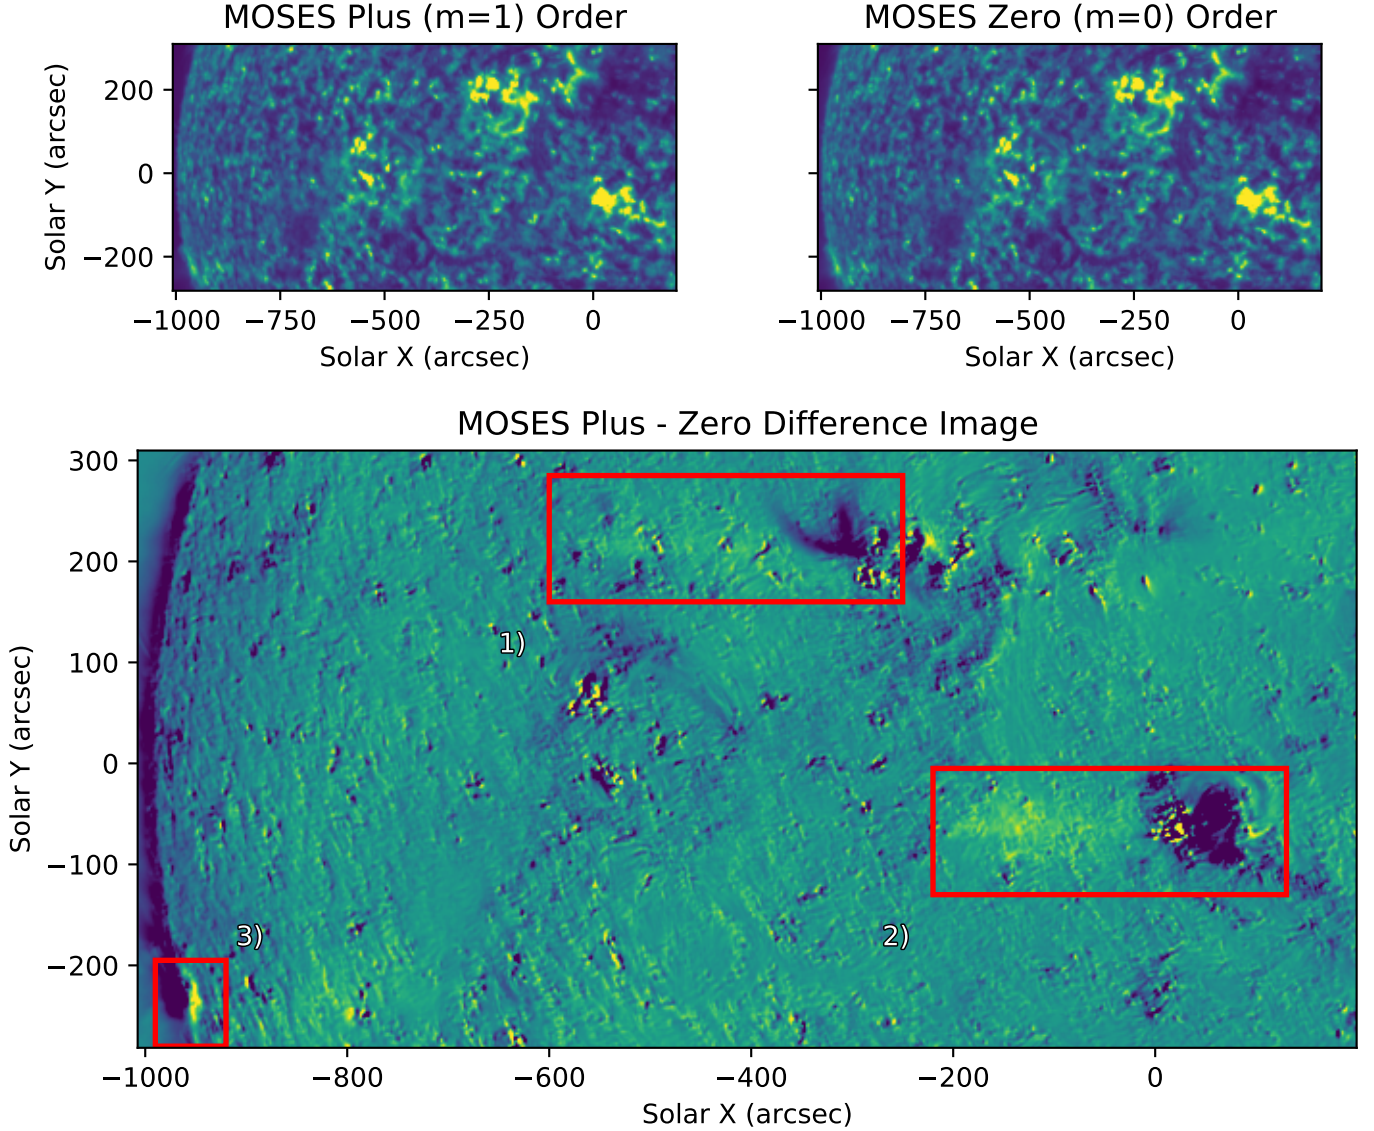 MOSES Plus (m=1) Order
MOSES Zero (m=0) Order
Solar Y (arcsec)
200
0
−200
−1000 −750 −500 −250 0
−1000 −750 −500 −250 0
Solar X (arcsec)
Solar X (arcsec)
MOSES Plus - Zero Difference Image
Solar Y (arcsec)
300
200
100
0
−100
−200
1)
2)
3)
−1000 −800 −600 −400 −200 0
Solar X (arcsec)